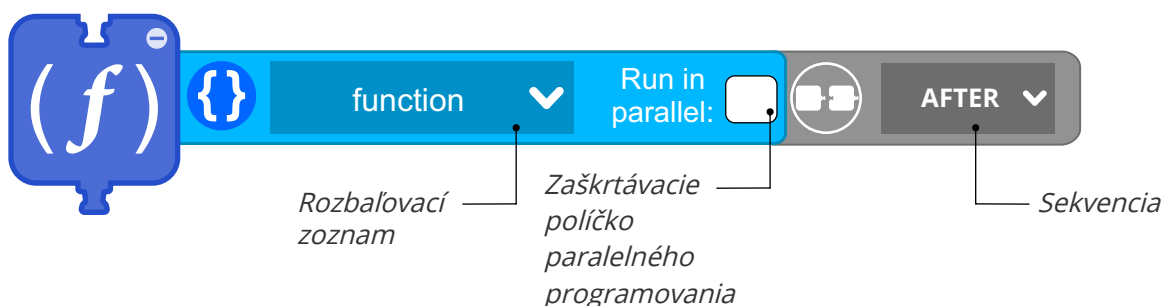 (f)
{}
function
Run in
parallel:
AFTER
Rozbaľovací
zoznam
Zaškrtávacie
políčko
paralelného
programovania
Sekvencia